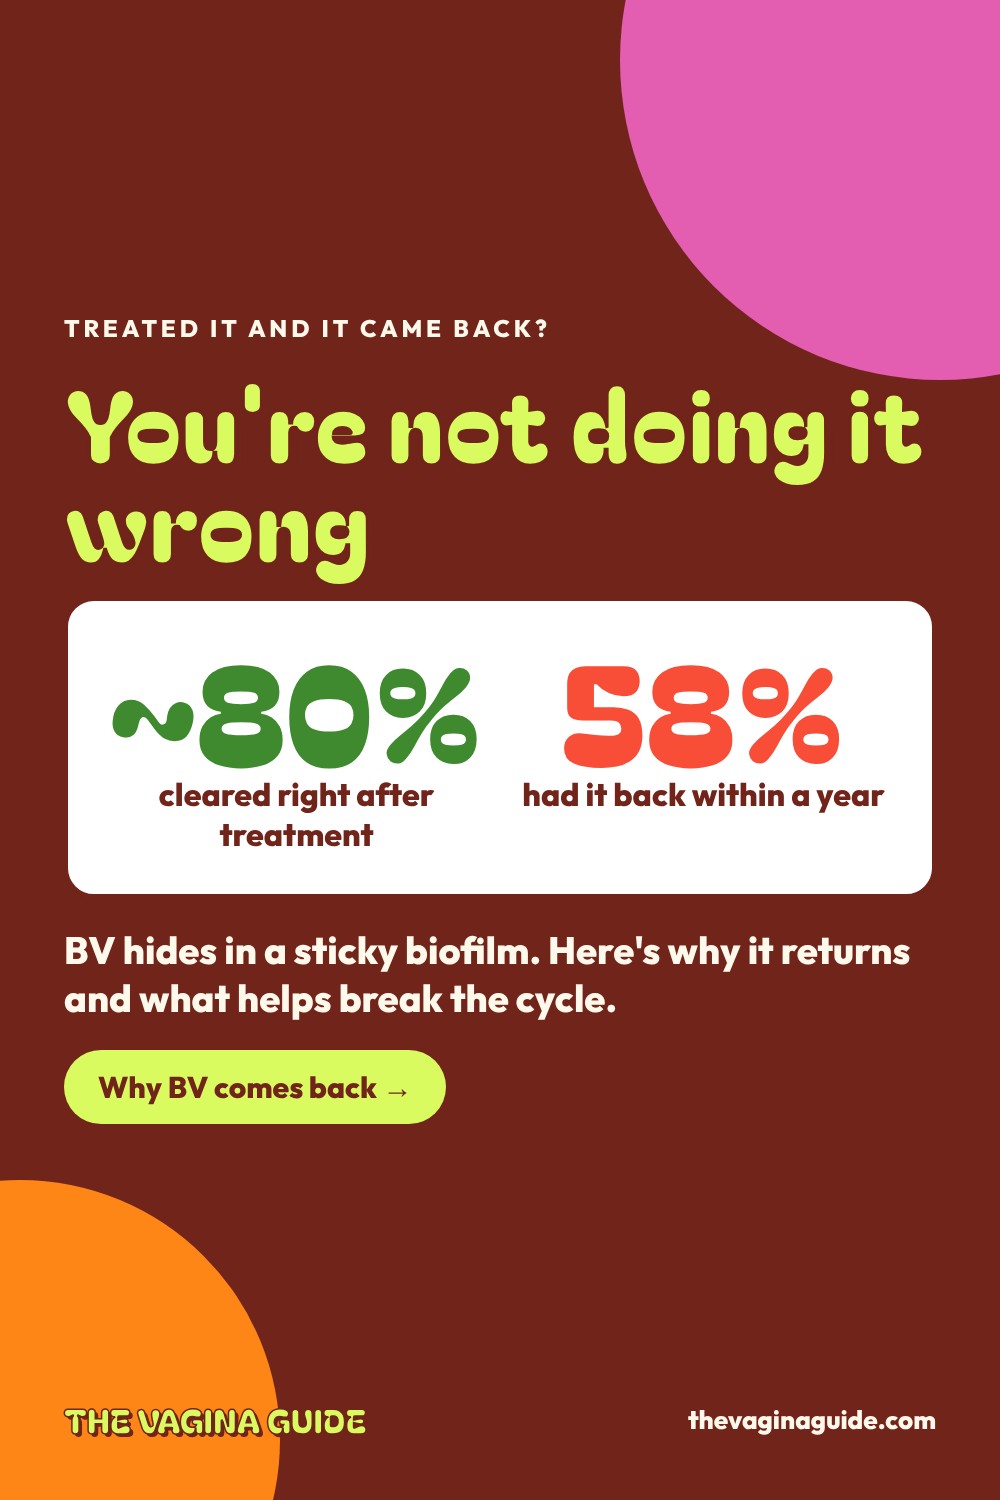 TREATED IT AND IT CAME BACK?
You're not doing it
wrong
~80%
cleared right after
treatment
58%
had it back within a year
BV hides in a sticky biofilm. Here's why it returns
and what helps break the cycle.
Why BV comes back →
THE VAGINA GUIDE
thevaginaguide.com